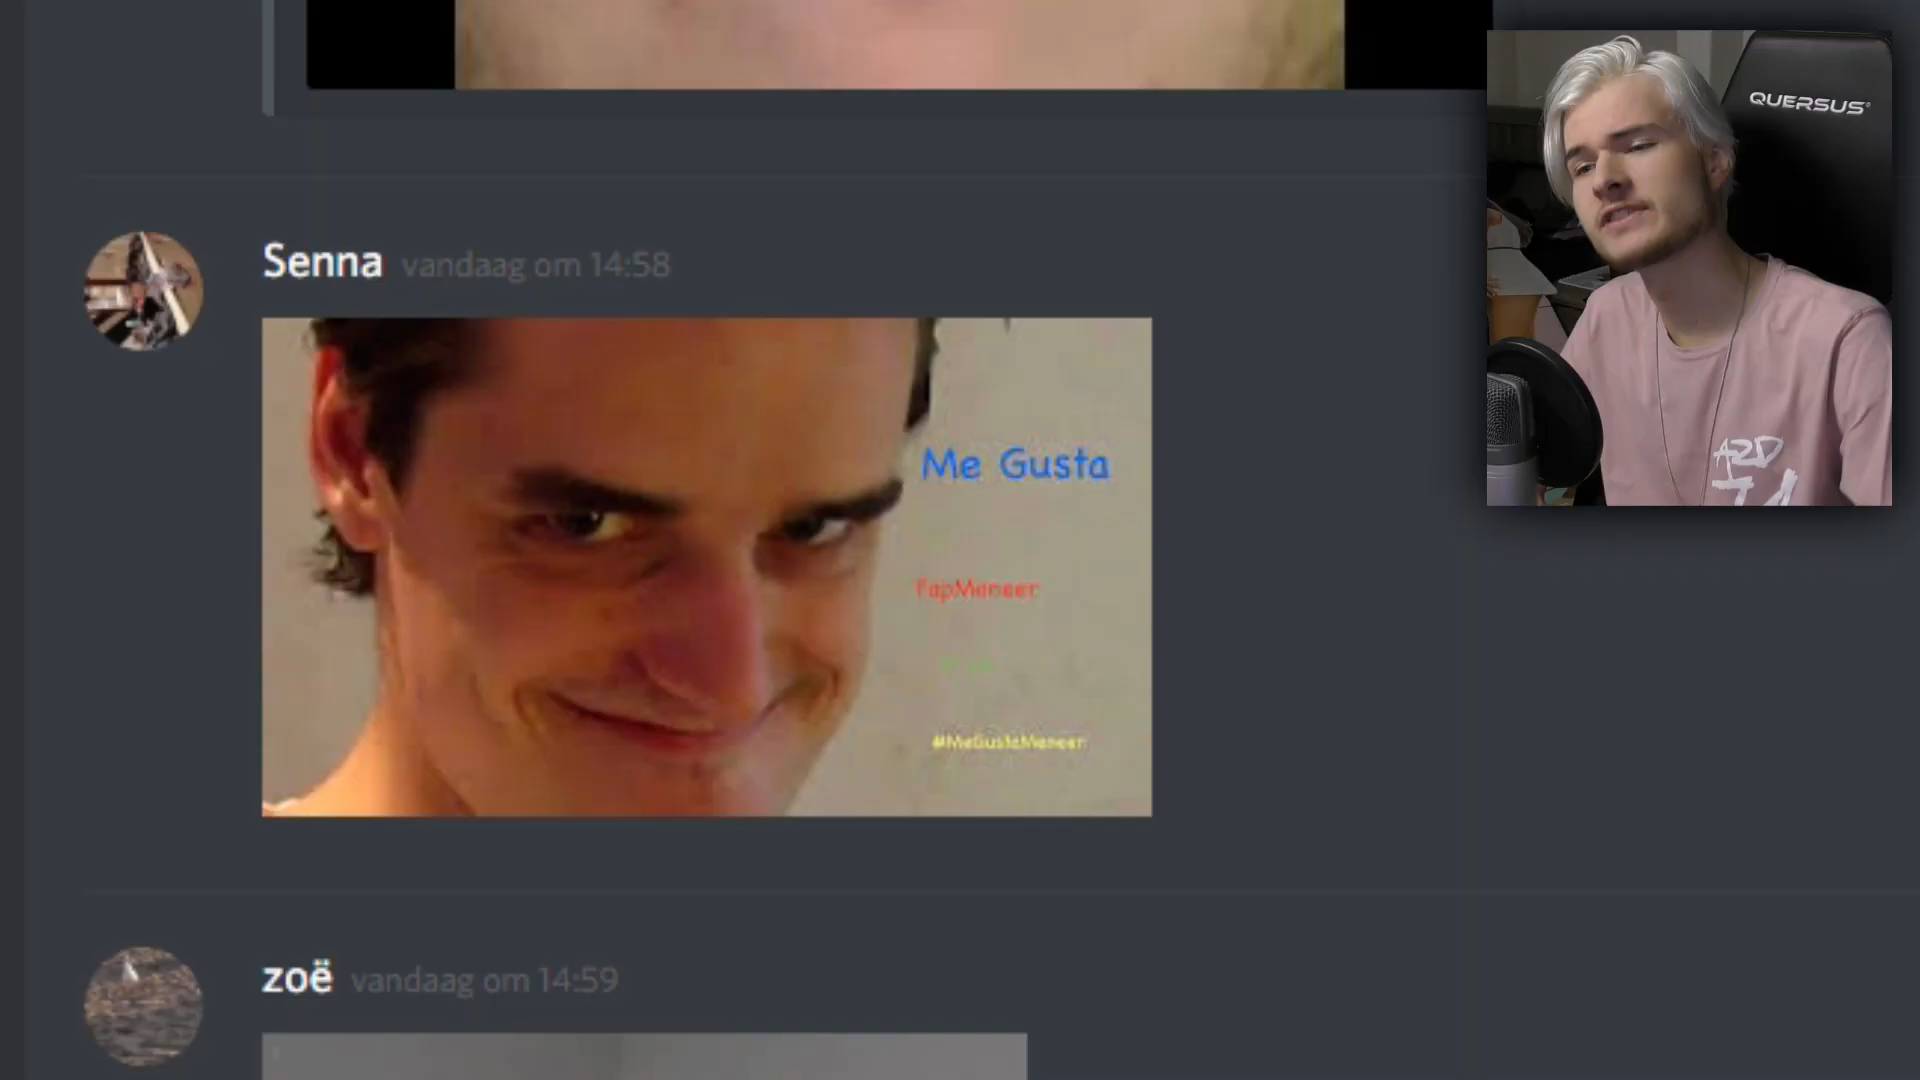 QUERSUS
Senna vandaag om 14:58
Me Gusta
FapMeneer
#MeGustaMeneer
zoë vandaag om 14:59